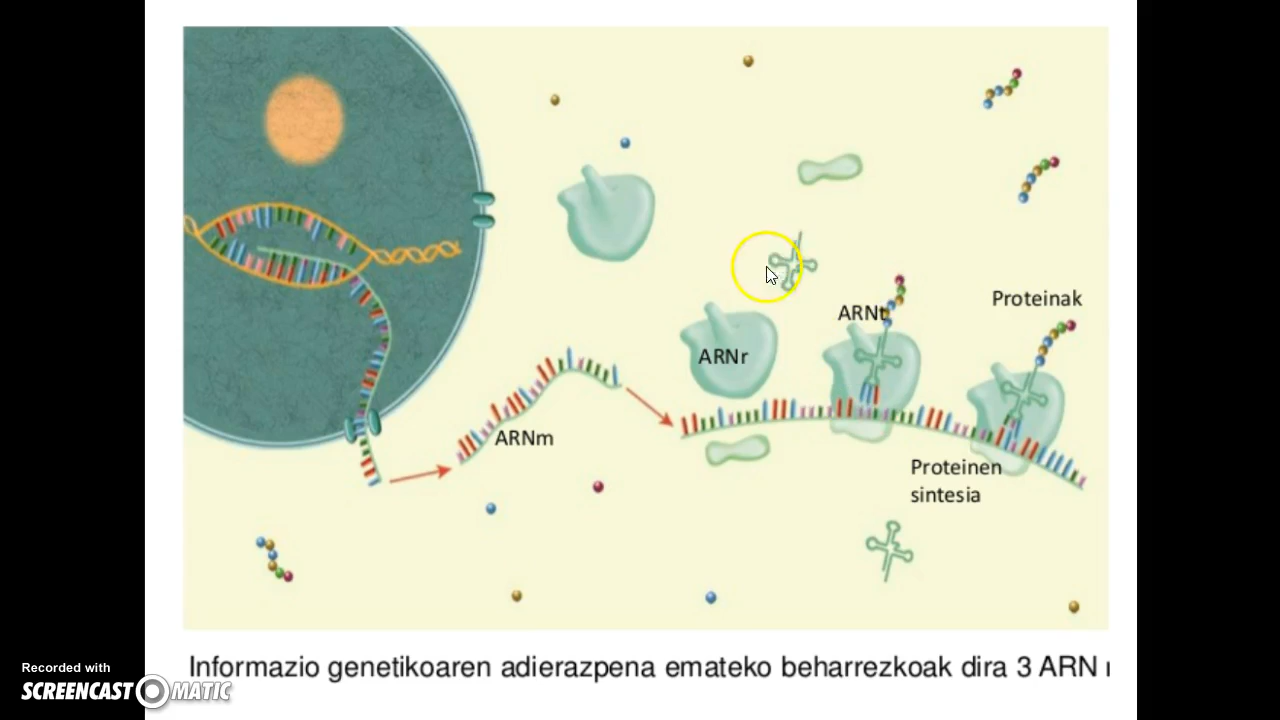 Proteinak
ARNt
ARNr
ARNm
Proteinen
sintesia
Informazio genetikoaren adierazpena emateko beharrezkoak dira 3 ARN
Recorded with
SCREENCAST MATIC